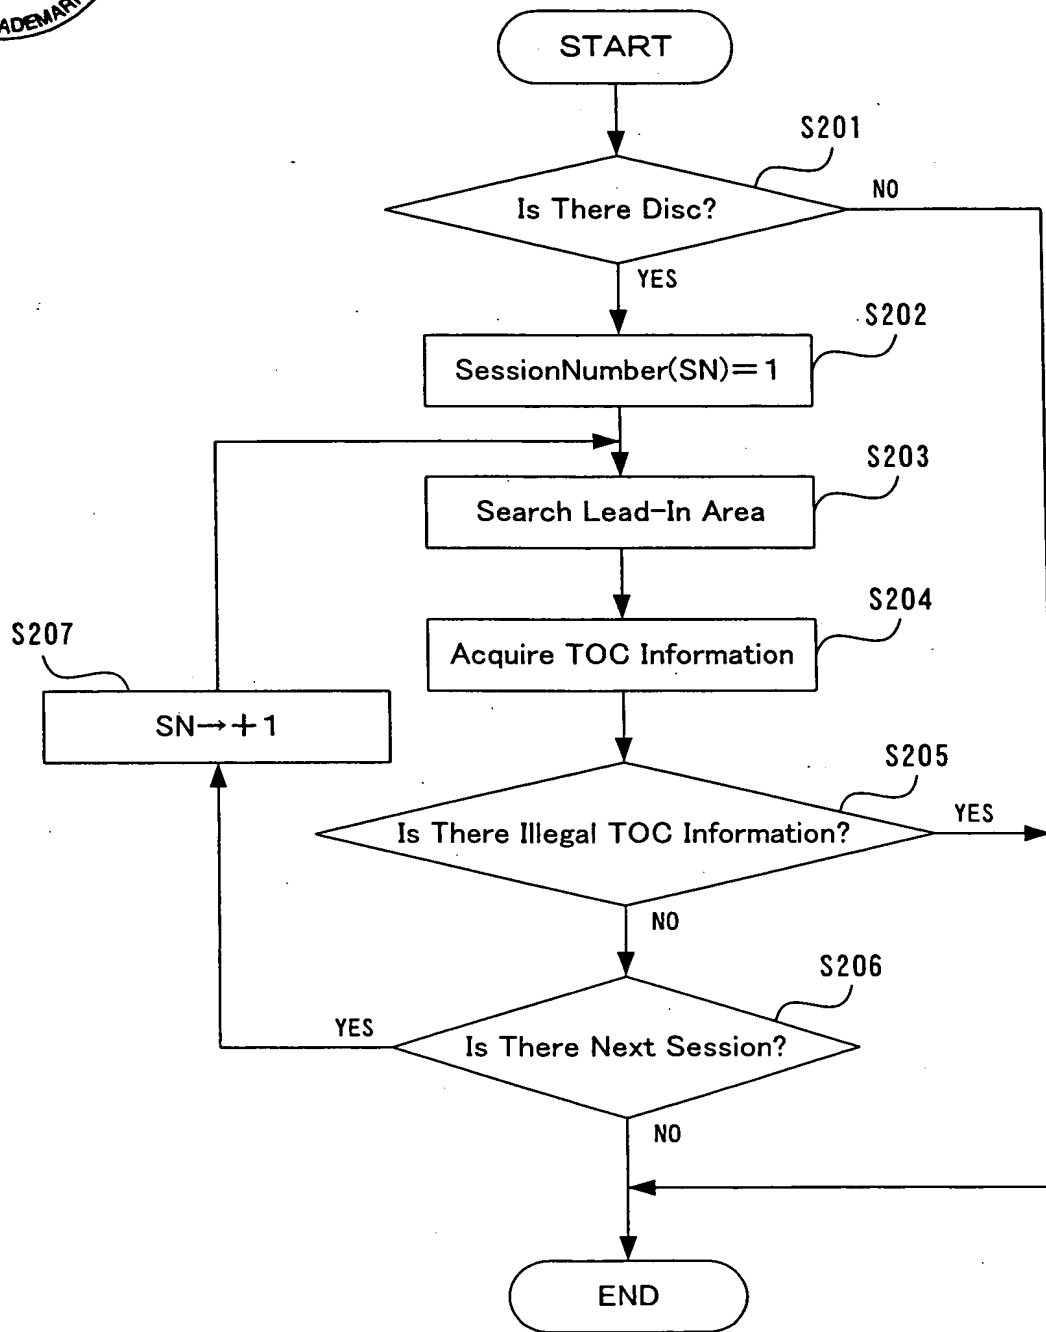 START
S201
Is There Disc?
NO
YES
S202
SessionNumber(SN)=1
S203
Search Lead-In Area
S204
Acquire TOC Information
S207
SN→+1
S205
Is There Illegal TOC Information?
YES
NO
S206
Is There Next Session?
YES
NO
END